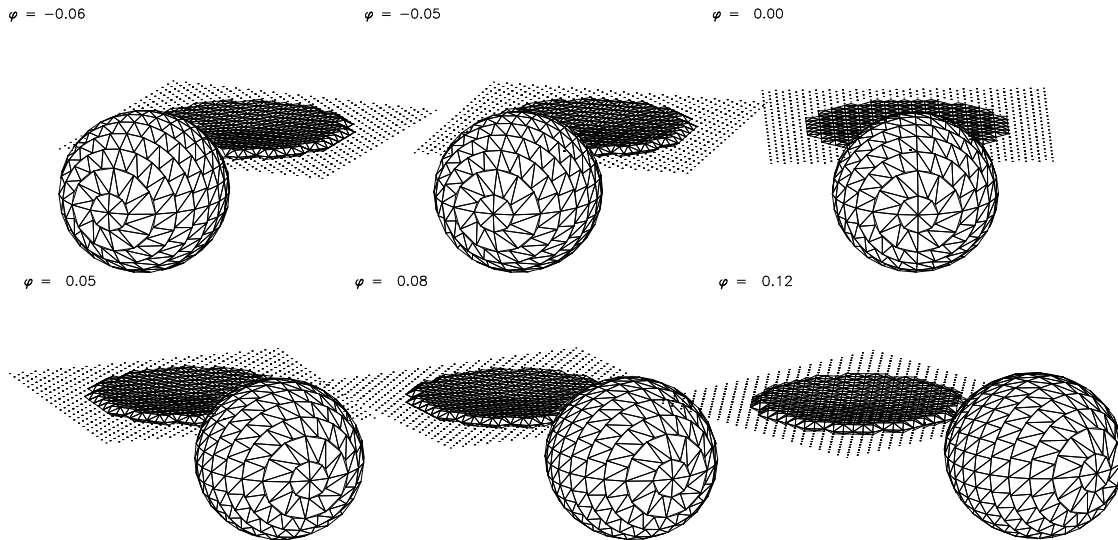 φ = −0.06
φ = −0.05
φ = 0.00
φ = 0.05
φ = 0.08
φ = 0.12